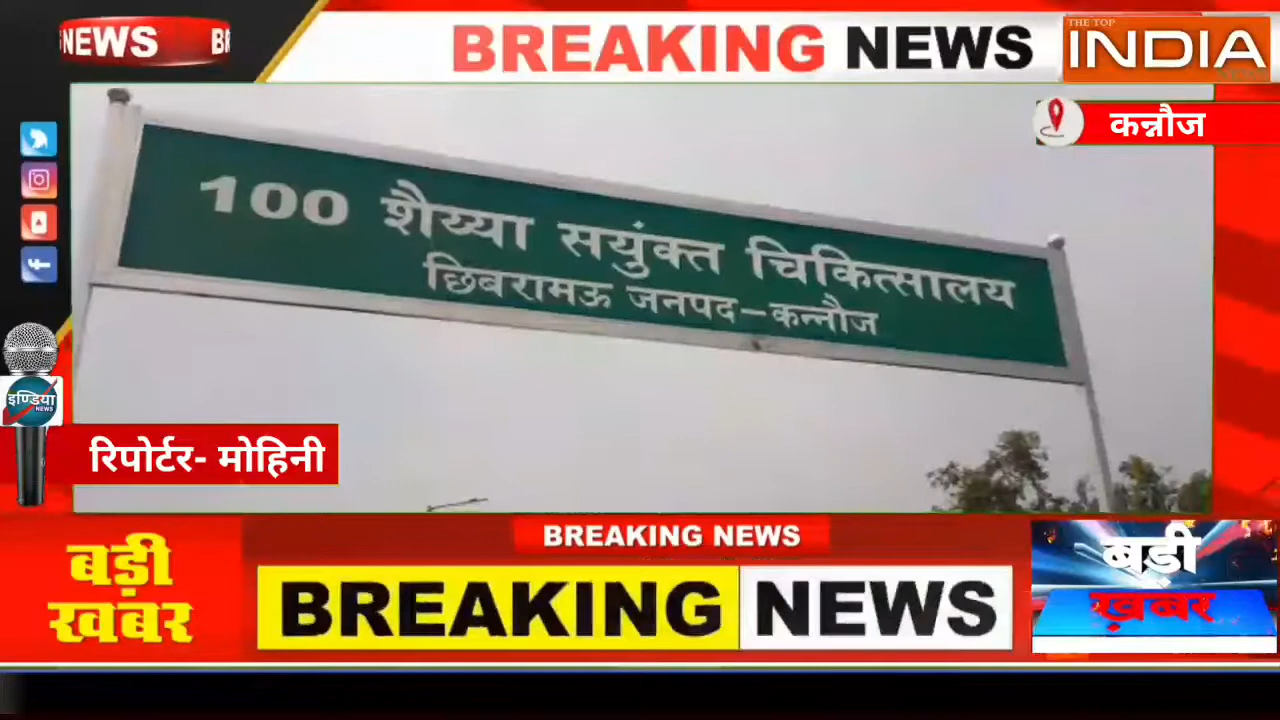 NEWS
BREAKING NEWS
THE TOP
INDIA
कन्नौज
100 शैय्या सयुंक्त चिकित्सालय
छिबरामऊ जनपद–कन्नौज
इण्डिया
NEWS
रिपोर्टर- मोहिनी
BREAKING NEWS
बड़ी
खबर
BREAKING NEWS
बड़ी
ख़बर